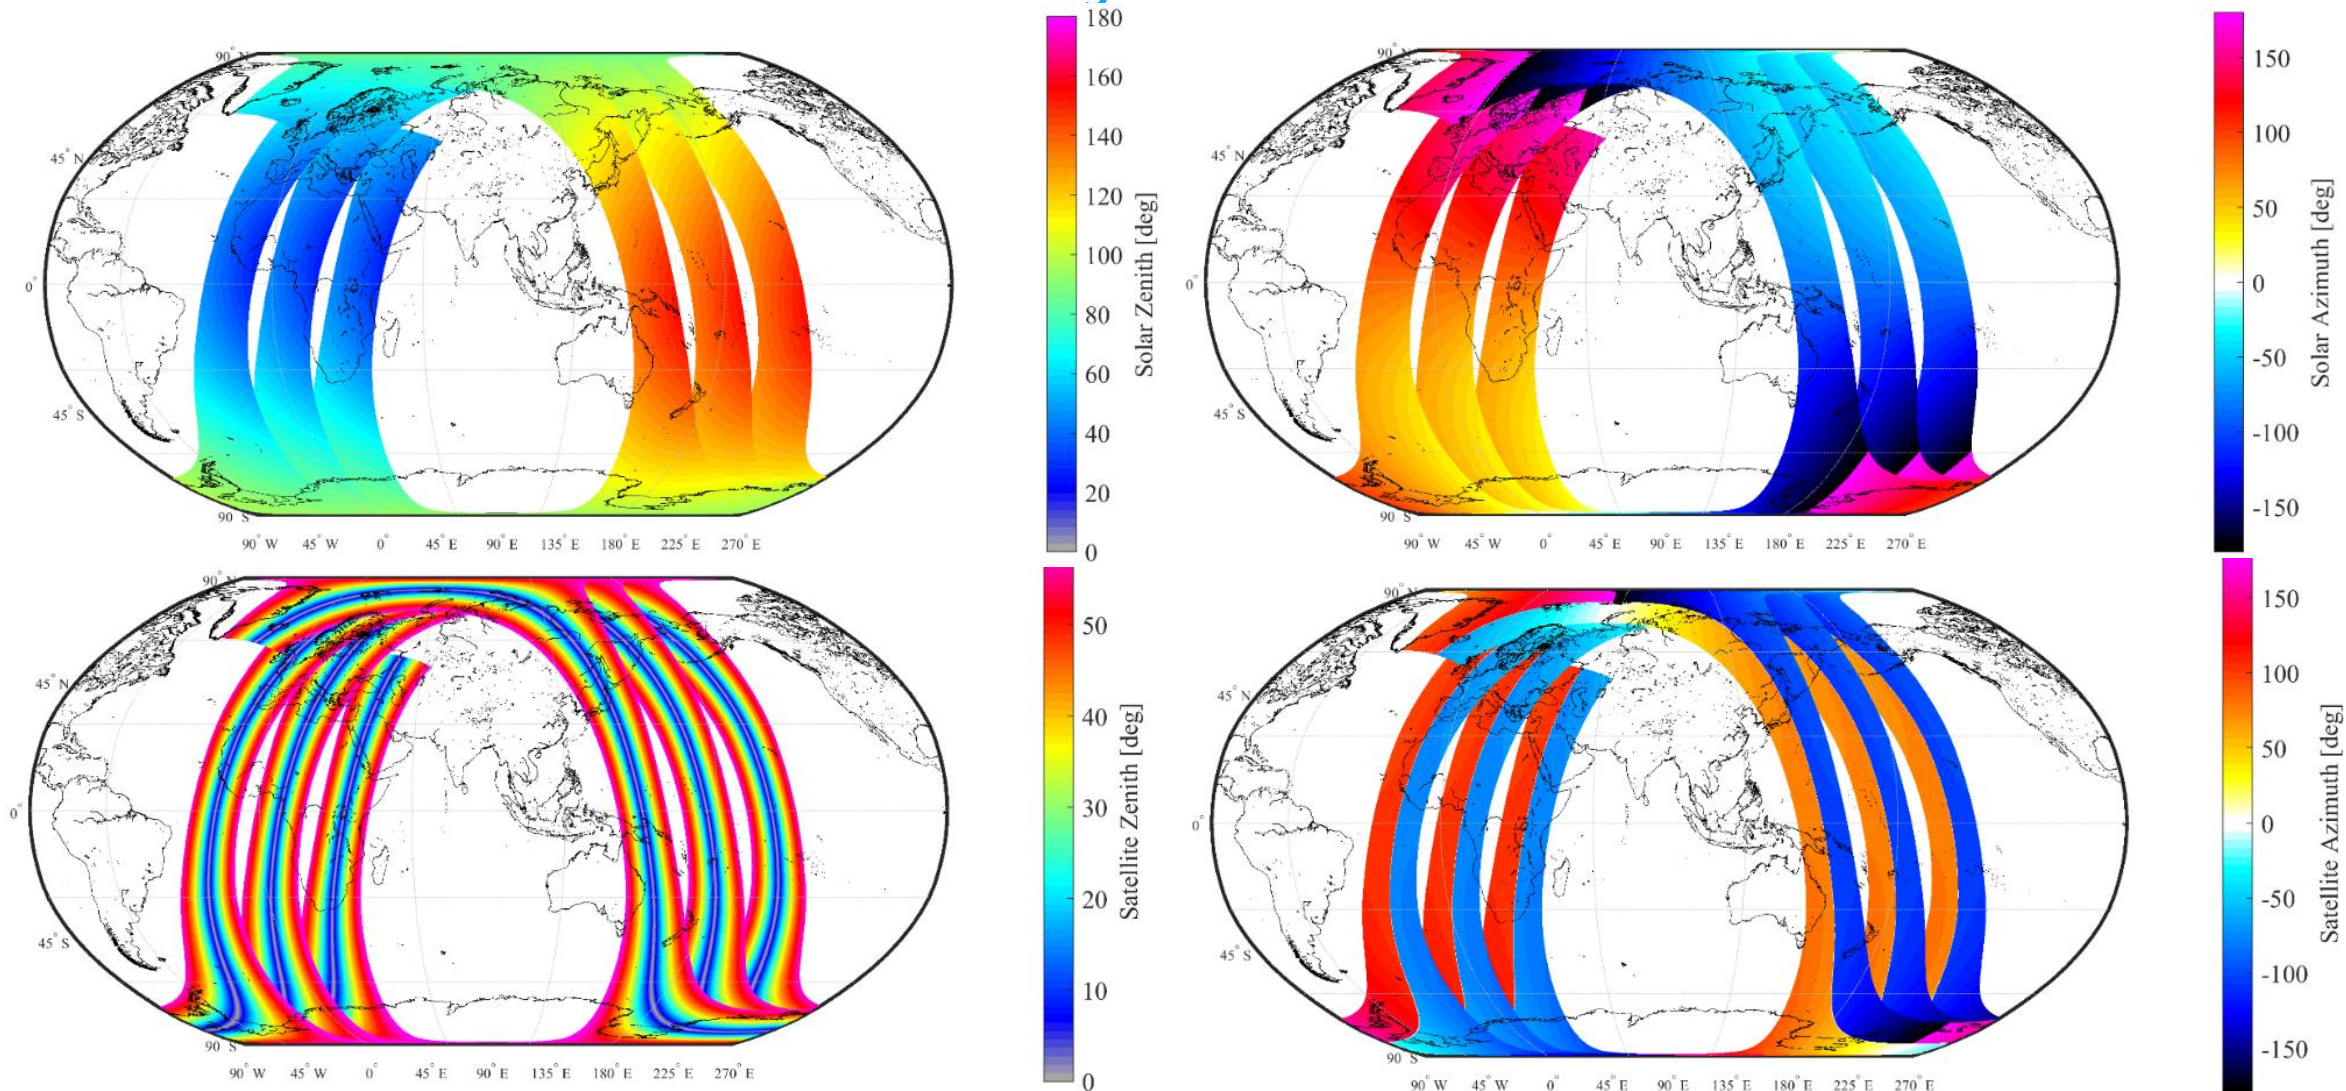 90° N
45° N
0°
45° S
90° S
90° W 45° W 0° 45° E 90° E 135° E 180° E 225° E 270° E
180
160
140
120
100
80
60
40
20
0
Solar Zenith [deg]
90° N
45° N
0°
45° S
90° S
90° W 45° W 0° 45° E 90° E 135° E 180° E 225° E 270° E
150
100
50
0
-50
-100
-150
Solar Azimuth [deg]
90° N
45° N
0°
45° S
90° S
90° W 45° W 0° 45° E 90° E 135° E 180° E 225° E 270° E
50
40
30
20
10
0
Satellite Zenith [deg]
90° N
45° N
0°
45° S
90° S
90° W 45° W 0° 45° E 90° E 135° E 180° E 225° E 270° E
150
100
50
0
-50
-100
-150
Satellite Azimuth [deg]